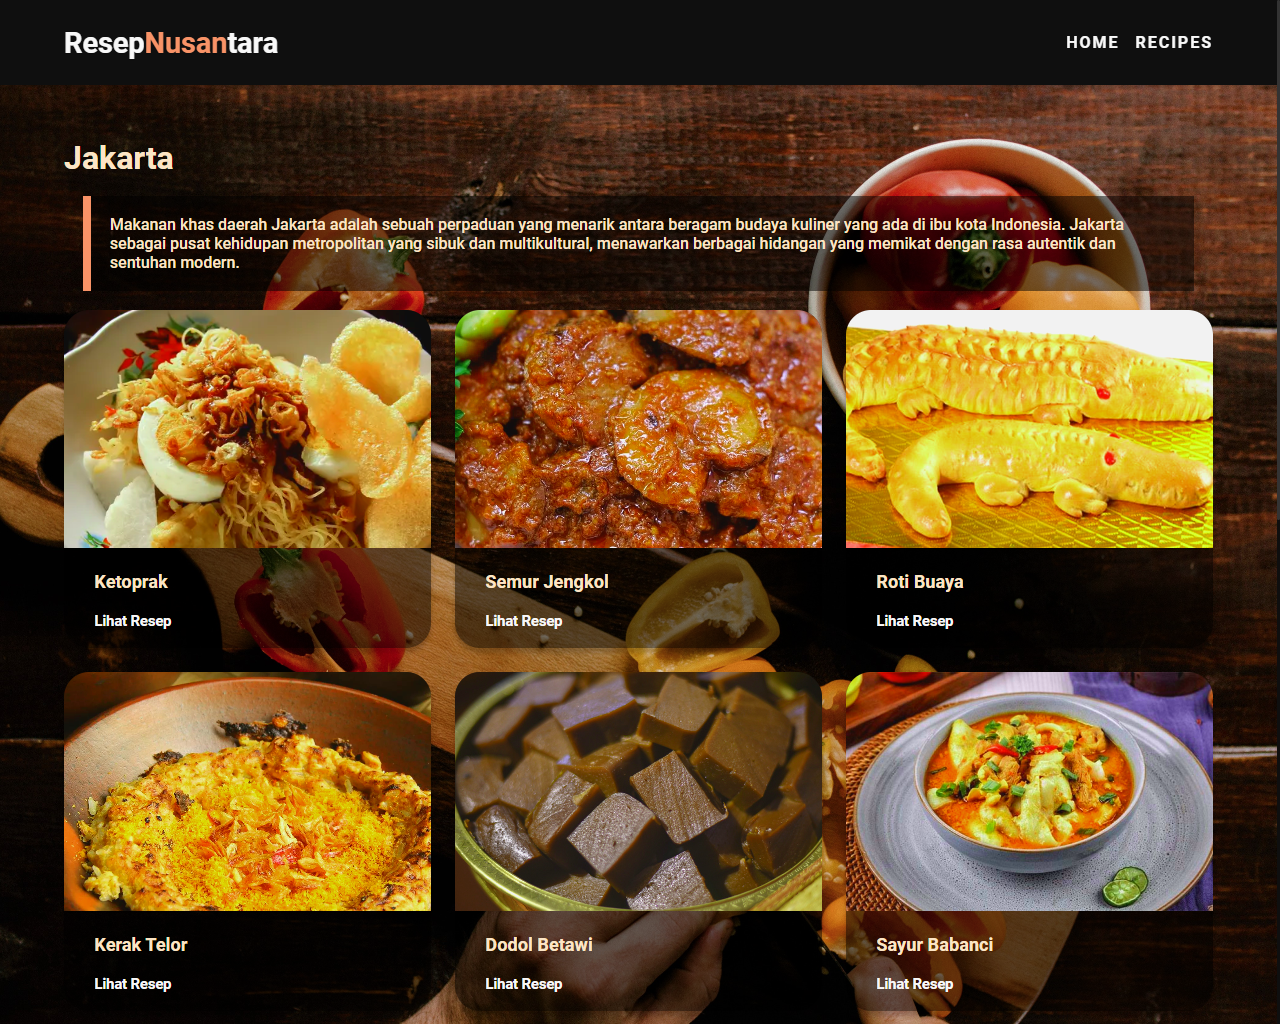 ResepNusantara
HOME RECIPES
Jakarta
Makanan khas daerah Jakarta adalah sebuah perpaduan yang menarik antara beragam budaya kuliner yang ada di ibu kota Indonesia. Jakarta
sebagai pusat kehidupan metropolitan yang sibuk dan multikultural, menawarkan berbagai hidangan yang memikat dengan rasa autentik dan
sentuhan modern.
Ketoprak
Lihat Resep
Semur Jengkol
Lihat Resep
Roti Buaya
Lihat Resep
Kerak Telor
Lihat Resep
Dodol Betawi
Lihat Resep
Sayur Babanci
Lihat Resep